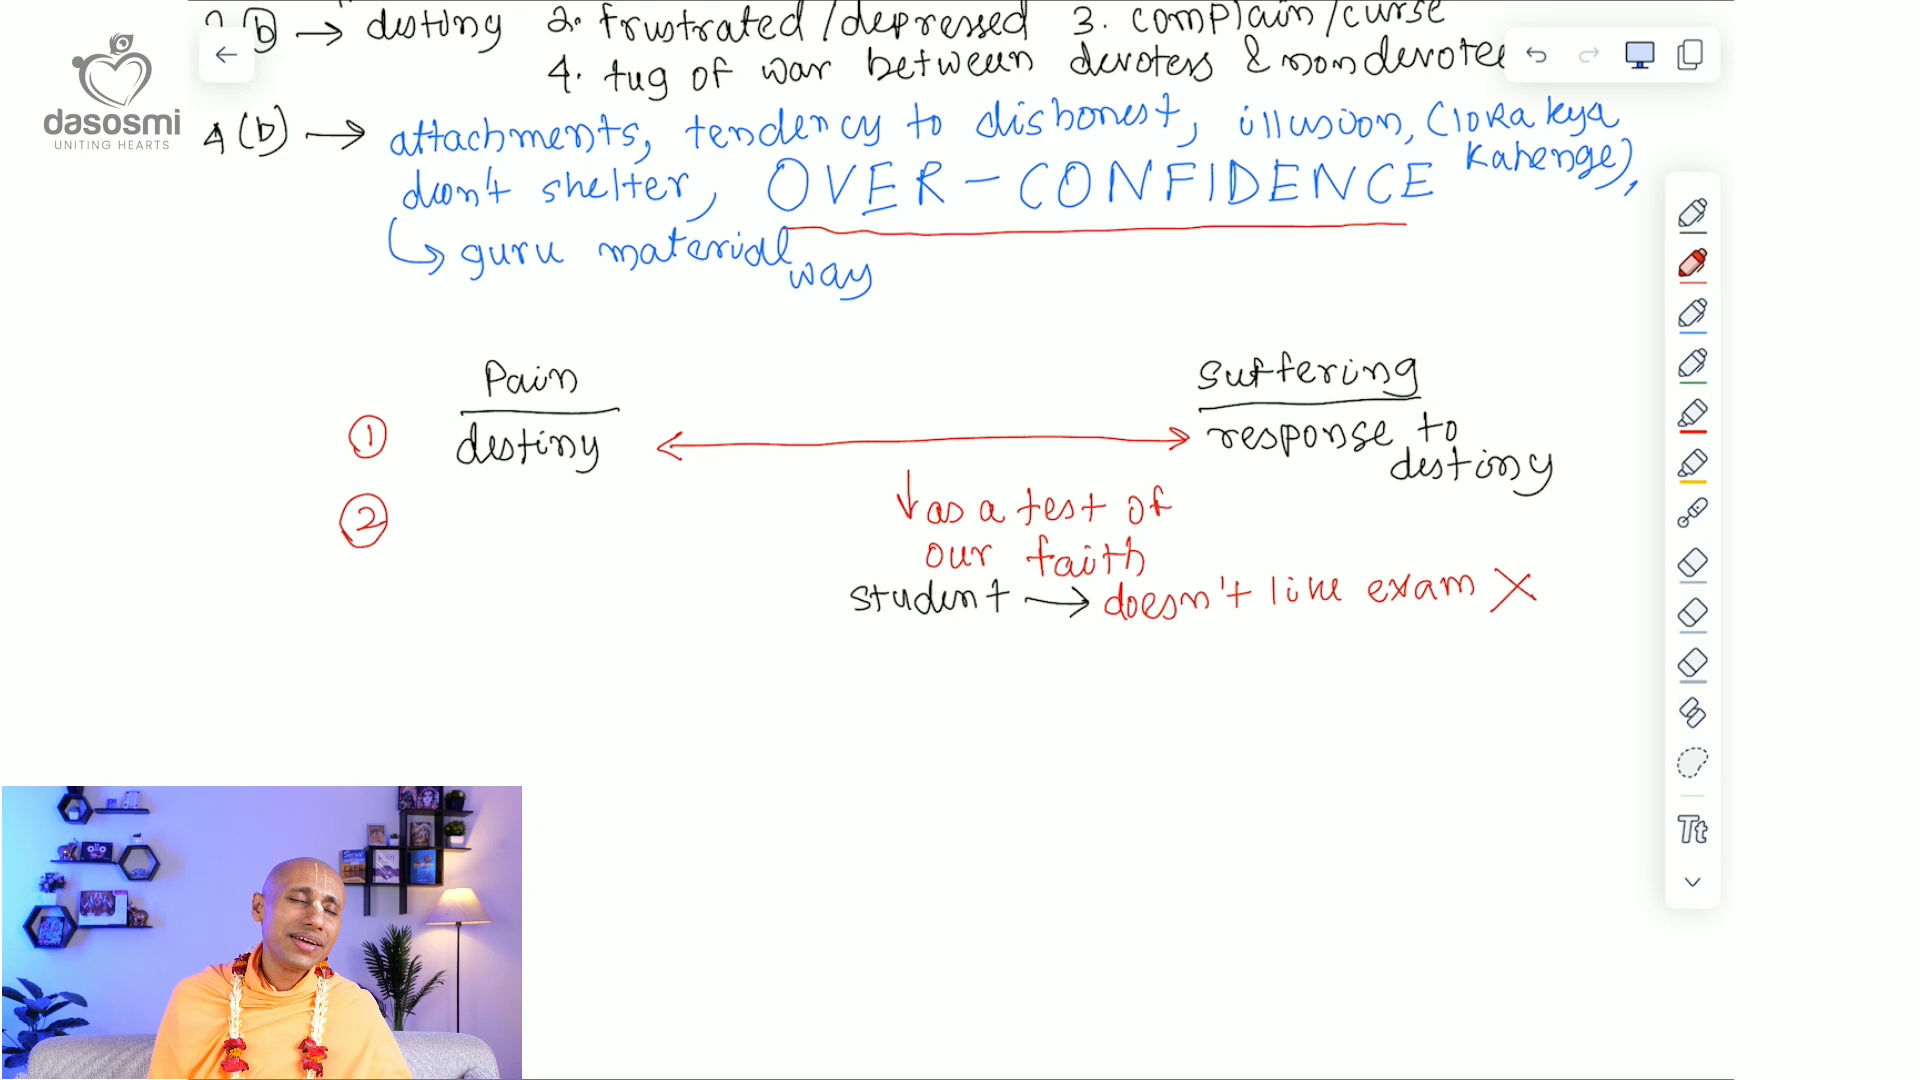 (b) → destiny 2. frustrated/depressed 3. complain/curse
4. tug of war between devotees & nondevotee
dasosmi
UNITING HEARTS
4(b) → attachments, tendency to dishonest, illusion, (loka kya kahenge),
don't shelter, OVER-CONFIDENCE
↳ guru material way
Pain
Suffering
① destiny ↔ response to destiny
②
↓ as a test of
our faith
student → doesn't like exam X
Tt